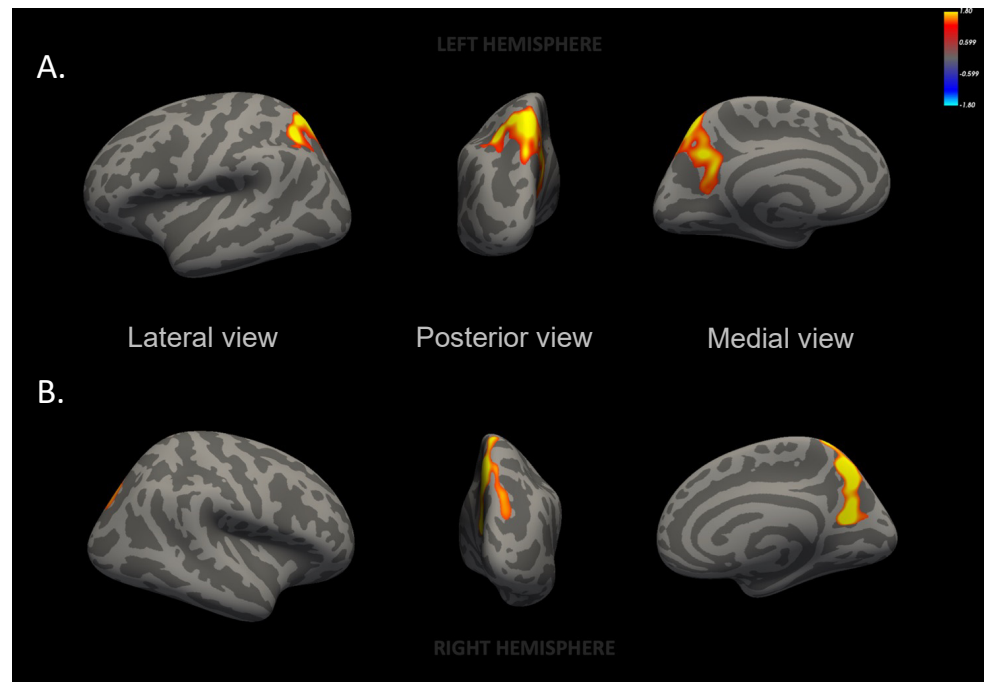 LEFT HEMISPHERE
A.
1.80
0.599
-0.599
-1.80
Lateral view
Posterior view
Medial view
B.
RIGHT HEMISPHERE